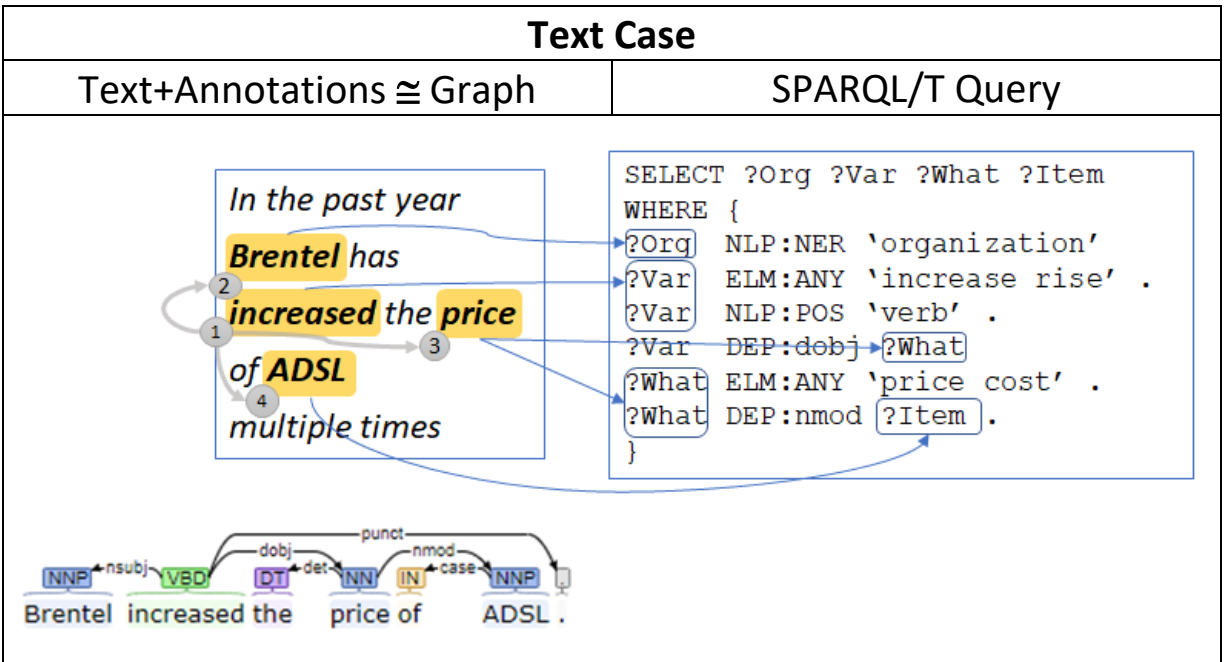 Text Case
Text+Annotations ≅ Graph
SPARQL/T Query
In the past year
Brentel has
2
increased the price
1
3
of ADSL
4
multiple times
SELECT ?Org ?Var ?What ?Item
WHERE {
?Org NLP:NER ‘organization’
?Var ELM:ANY ‘increase rise’ .
?Var NLP:POS ‘verb’ .
?Var DEP:dobj ?What
?What ELM:ANY ‘price cost’ .
?What DEP:nmod ?Item .
}
punct
dobj nmod
nsubj det case
NNP VBD DT NN IN NNP .
Brentel increased the price of ADSL .